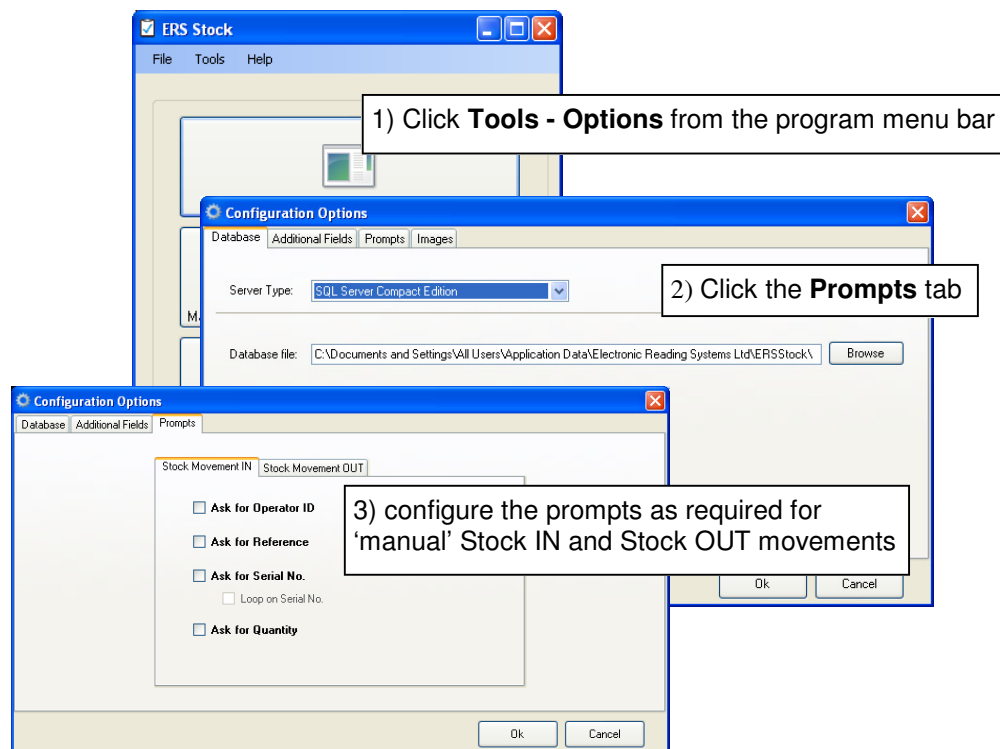 ERS Stock
File Tools Help
1) Click Tools - Options from the program menu bar
Configuration Options
Database Additional Fields Prompts Images
Server Type: SQL Server Compact Edition
2) Click the Prompts tab
Database file: C:\Documents and Settings\All Users\Application Data\Electronic Reading Systems Ltd\ERSStock\ Browse
Configuration Options
Database Additional Fields Prompts
Stock Movement IN Stock Movement OUT
Ask for Operator ID
3) configure the prompts as required for
‘manual’ Stock IN and Stock OUT movements
Ask for Reference
Ask for Serial No.
Loop on Serial No.
Ask for Quantity
Ok Cancel
Ok Cancel